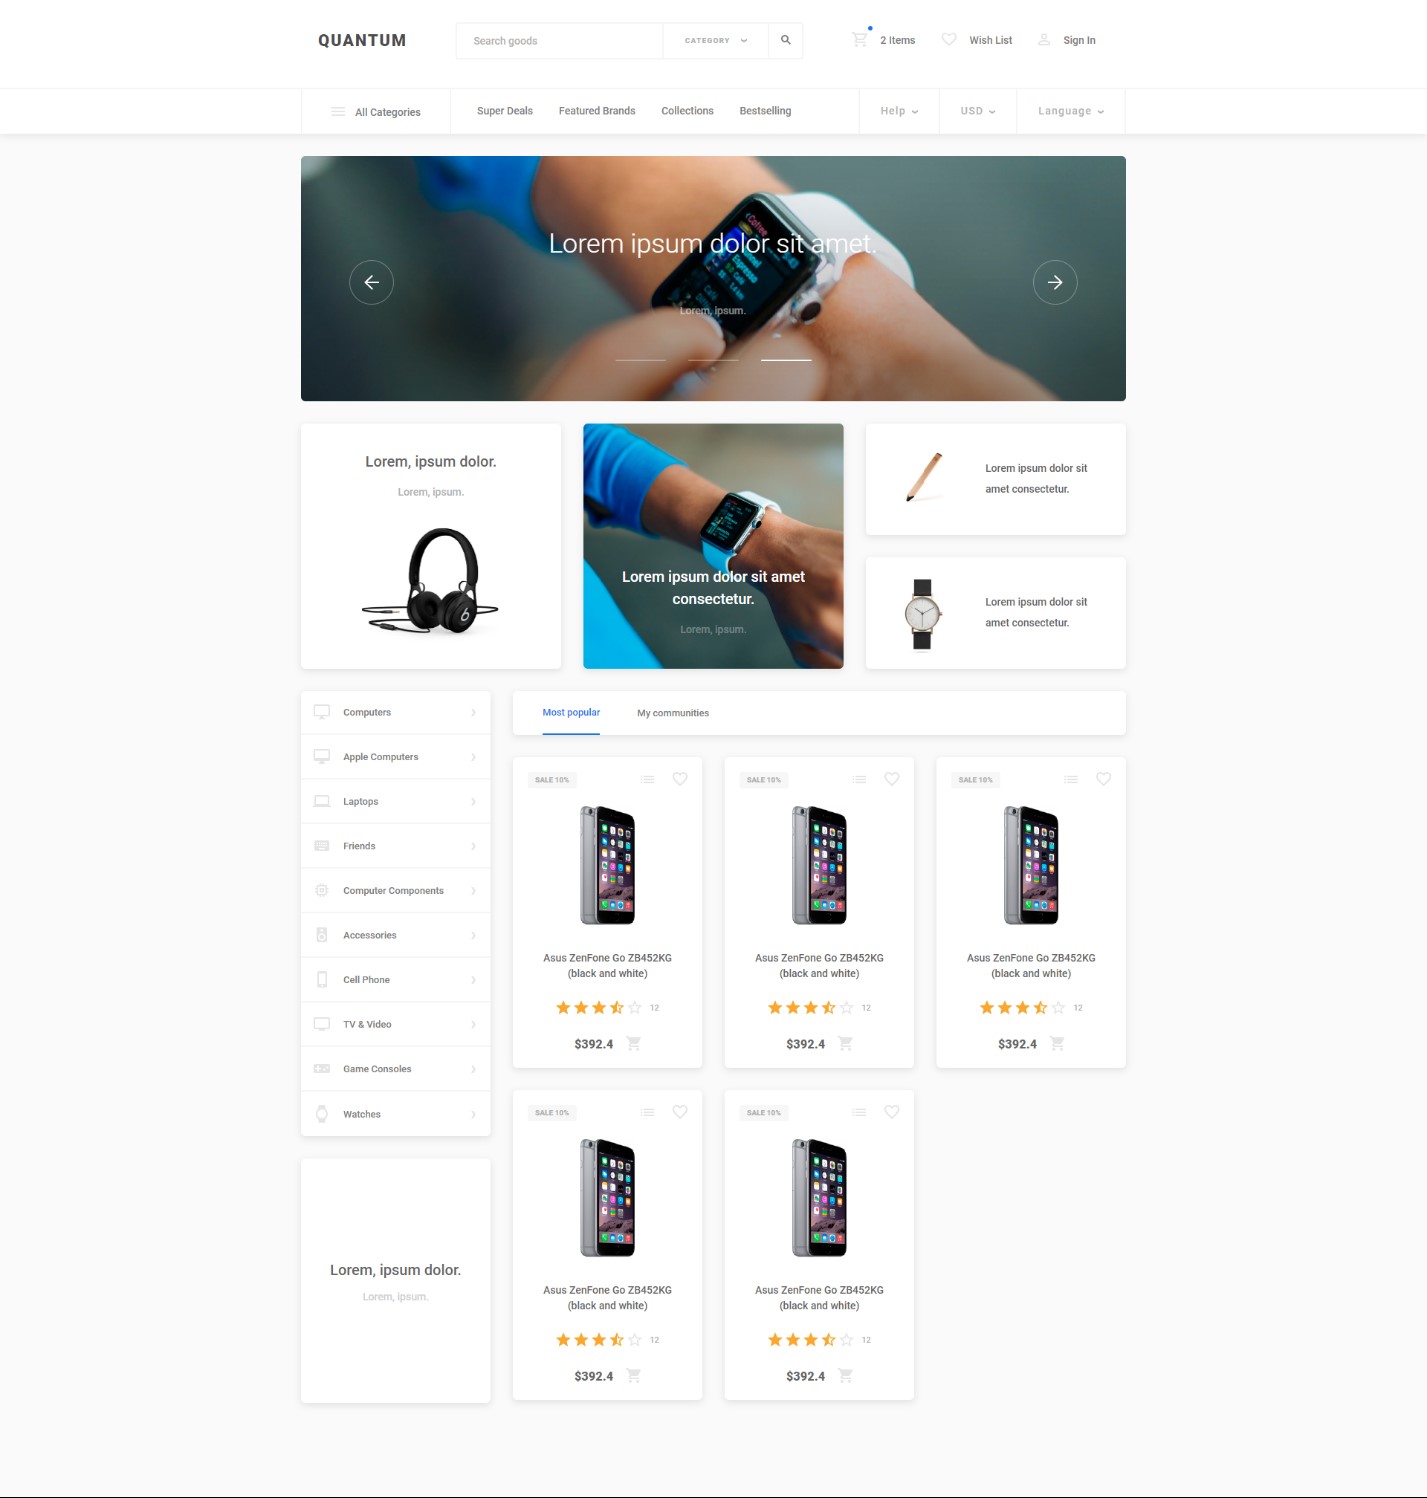 QUANTUM
Search goods
CATEGORY
2 Items
Wish List
Sign In
All Categories
Super Deals
Featured Brands
Collections
Bestselling
Help
USD
Language
Lorem ipsum dolor sit amet.
Lorem, ipsum.
Lorem, ipsum dolor.
Lorem, ipsum.
Lorem ipsum dolor sit amet
consectetur.
Lorem, ipsum.
Lorem ipsum dolor sit
amet consectetur.
Lorem ipsum dolor sit
amet consectetur.
Computers
Apple Computers
Laptops
Friends
Computer Components
Accessories
Cell Phone
TV & Video
Game Consoles
Watches
Lorem, ipsum dolor.
Lorem, ipsum.
Most popular
My communities
SALE 10%
Asus ZenFone Go ZB452KG
(black and white)
12
$392.4
SALE 10%
Asus ZenFone Go ZB452KG
(black and white)
12
$392.4
SALE 10%
Asus ZenFone Go ZB452KG
(black and white)
12
$392.4
SALE 10%
Asus ZenFone Go ZB452KG
(black and white)
12
$392.4
SALE 10%
Asus ZenFone Go ZB452KG
(black and white)
12
$392.4